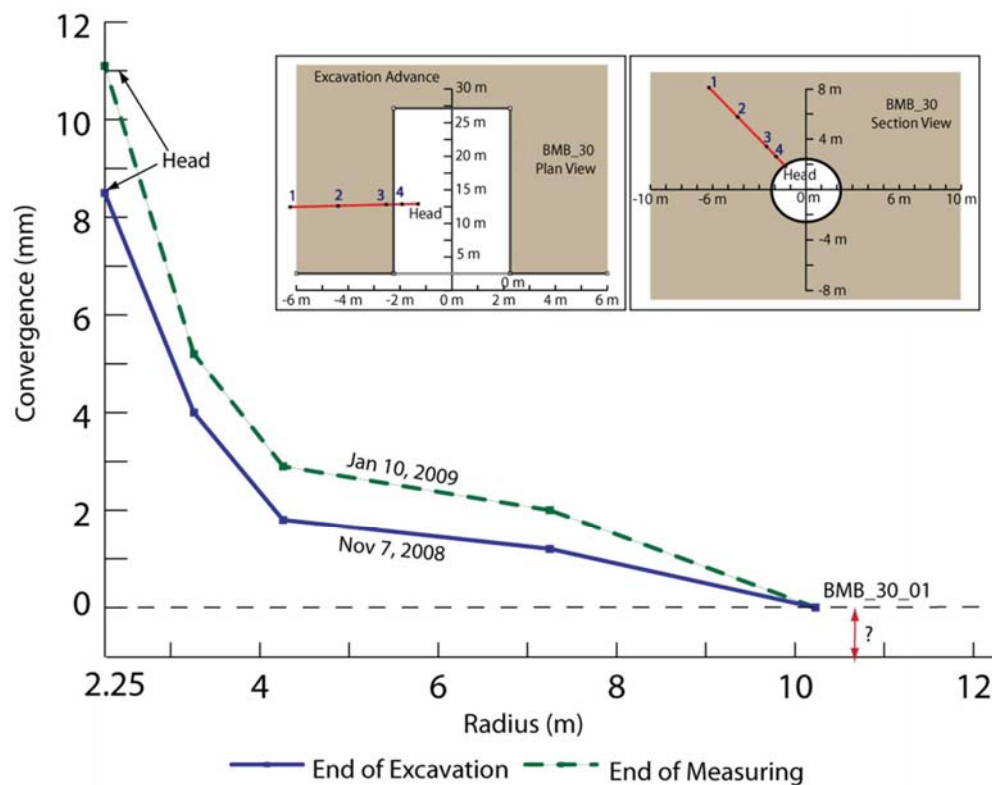 12
10
8
6
4
2
0
Convergence (mm)
Head
Jan 10, 2009
Nov 7, 2008
BMB_30_01
?
2.25 4 6 8 10 12
Radius (m)
End of Excavation End of Measuring
Excavation Advance
30 m
25 m
20 m
15 m
10 m
5 m
0 m
BMB_30
Plan View
1 2 3 4
Head
-6 m -4 m -2 m 0 m 2 m 4 m 6 m
BMB_30
Section View
1
2
3
4
Head
8 m
4 m
-10 m -6 m 0 m 6 m 10 m
-4 m
-8 m